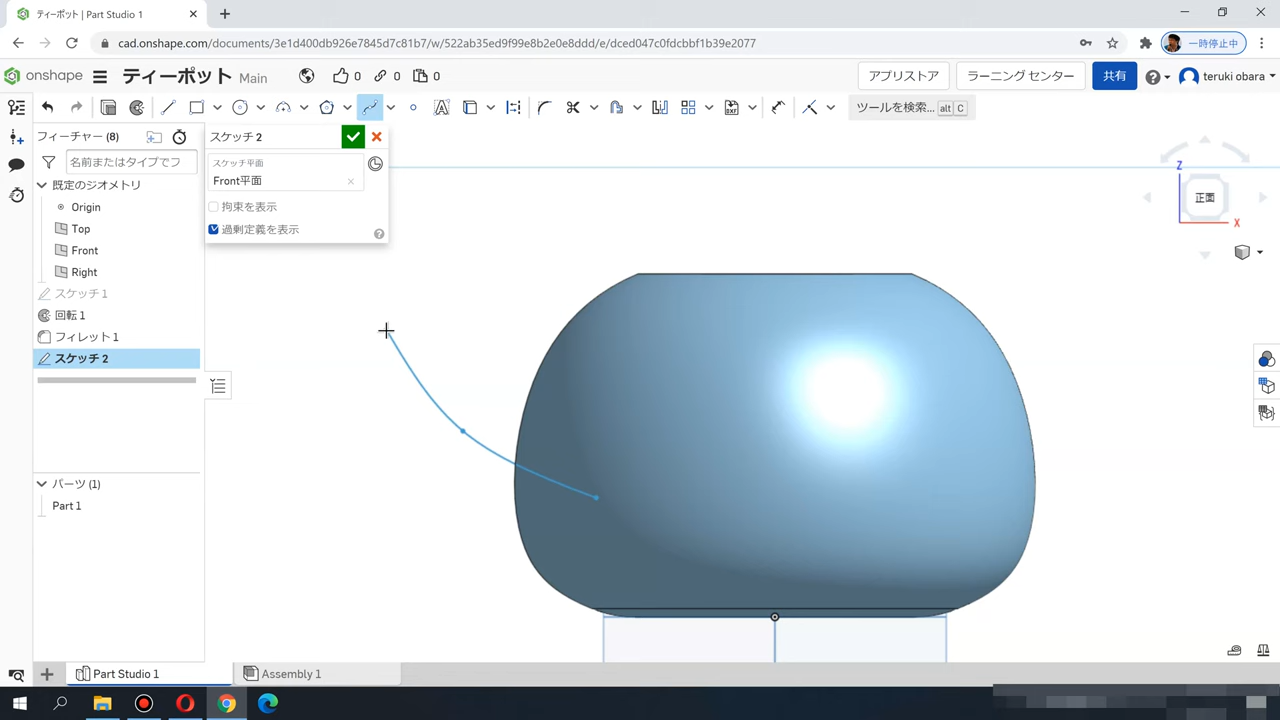 ティーポット | Part Studio 1
cad.onshape.com/documents/3e1d400db926e7845d7c81b7/w/522ab35ee6f789e8b2e0e8ddd/e/dced047c0fdcbbf1b39e2077
一時停止中
onshape
ティーポット Main
0
0
0
アプリストア
ラーニング センター
共有
teruki obara
ツールを検索... alt C
フィーチャー (8)
名前またはタイプでフ
既定のジオメトリ
Origin
Top
Front
Right
スケッチ 1
回転 1
フィレット 1
スケッチ 2
パーツ (1)
Part 1
スケッチ 2
スケッチ平面
Front平面
拘束を表示
過剰定義を表示
Z
正面
X
Part Studio 1
Assembly 1